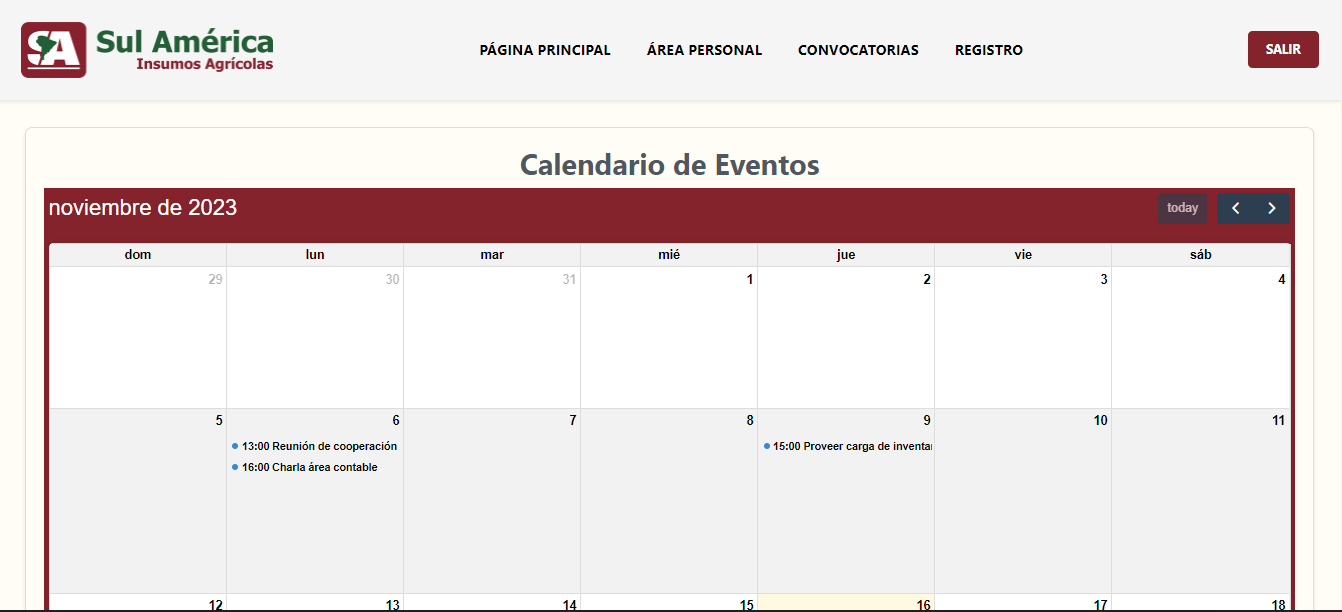 SA Sul América
Insumos Agrícolas
PÁGINA PRINCIPAL ÁREA PERSONAL CONVOCATORIAS REGISTRO SALIR
Calendario de Eventos
noviembre de 2023 today
dom lun mar mié jue vie sáb
29 30 31 1 2 3 4
5 6 7 8 9 10 11
13:00 Reunión de cooperación 15:00 Proveer carga de
16:00 Charla área contable
12 13 14 15 16 17 18